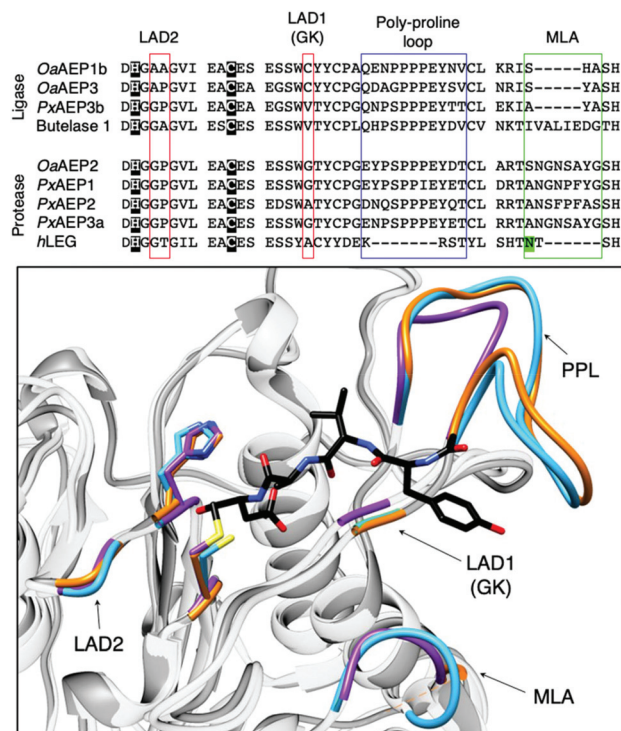 LAD2 LAD1 (GK) Poly-proline loop MLA
Ligase
OaAEP1b DHGAAGVI EACES ESSWCYYCPAQENPPPPEYNVCL KRIS-----HASH
OaAEP3 DHGAPGVI EACEA EGSWCYYCPGQDAGPPPEYSVCL NRIS-----YASH
PxAEP3b DHGAPGVL EACES EGSWVTYCPGQNPSPPPEYTTCL EKIA-----YASH
Butelase 1 DHGGAGVL ESCES ESSWVTYCPLQHPSPPPEYDVCV NKTIVALIEDGTH
Protease
OaAEP2 DHGGPGVL EACES ESSWGTYCPGEYPSPPPEYDTCL ARTSNGNSAYGSH
PxAEP1 DHGGPGVL EACES ESSWGTYCPGEYPSPPIEYETCL DRTANGNPFYGSH
PxAEP2 DHGGPGVL EACES EDSWATYCPGDNQSPPPEYQTCL RRTANSFPFASSH
PxAEP3a DHGGPGVL EACES ESSWGTYCPGENPSPPPEYETCL RRTANGNSAYGSH
hLEG DHGGTGIL EACES ESSYACYYDEK-------RSTYLS SHTNT------SH
PPL
LAD1
(GK)
LAD2
MLA